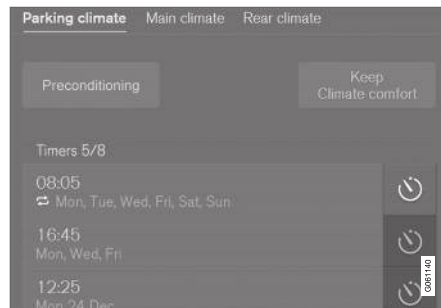 Parking climate Main climate Rear climate
Preconditioning
Keep
Climate comfort
Timers 5/8
08:05
Mon, Tue, Wed, Fri, Sat, Sun
16:45
Mon, Wed, Fri
12:25
Mon 24 Dec
G061140